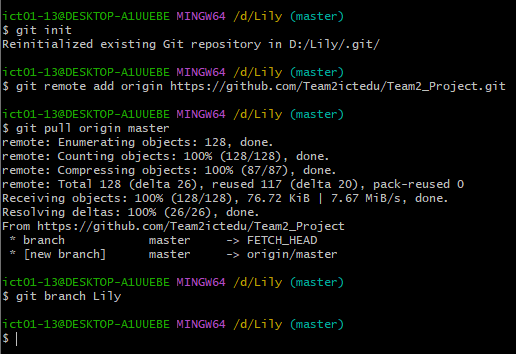 ict01-13@DESKTOP-A1UUEBE MINGW64 /d/Lily (master)
$ git init
Reinitialized existing Git repository in D:/Lily/.git/
ict01-13@DESKTOP-A1UUEBE MINGW64 /d/Lily (master)
$ git remote add origin https://github.com/Team2ictedu/Team2_Project.git
ict01-13@DESKTOP-A1UUEBE MINGW64 /d/Lily (master)
$ git pull origin master
remote: Enumerating objects: 128, done.
remote: Counting objects: 100% (128/128), done.
remote: Compressing objects: 100% (87/87), done.
remote: Total 128 (delta 26), reused 117 (delta 20), pack-reused 0
Receiving objects: 100% (128/128), 76.72 KiB | 7.67 MiB/s, done.
Resolving deltas: 100% (26/26), done.
From https://github.com/Team2ictedu/Team2_Project
 * branch            master     -> FETCH_HEAD
 * [new branch]      master     -> origin/master
ict01-13@DESKTOP-A1UUEBE MINGW64 /d/Lily (master)
$ git branch Lily
ict01-13@DESKTOP-A1UUEBE MINGW64 /d/Lily (master)
$